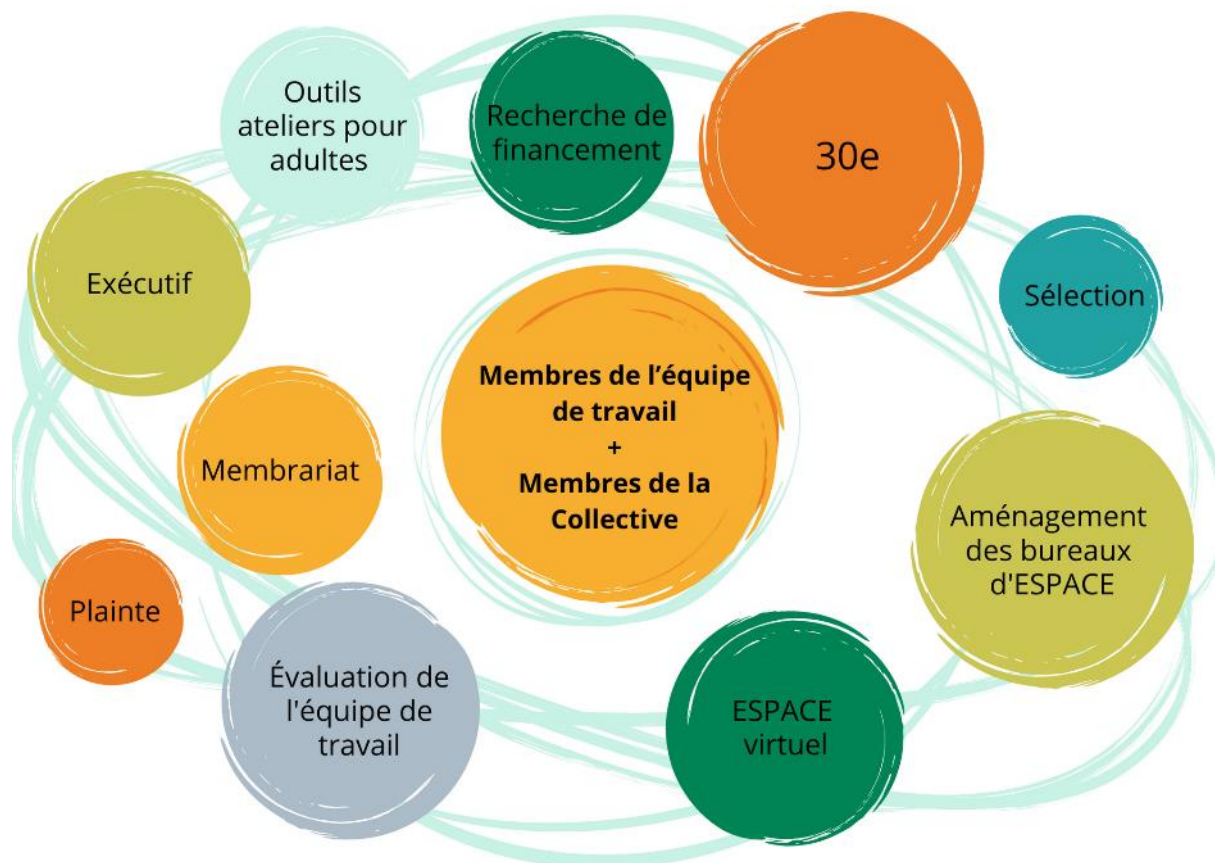 Outils
ateliers pour
adultes
Recherche de
financement
30e
Exécutif
Sélection
Membres de l’équipe
de travail
+
Membres de la
Collective
Membrariat
Aménagement
des bureaux
d'ESPACE
Plainte
Évaluation de
l'équipe de
travail
ESPACE
virtuel